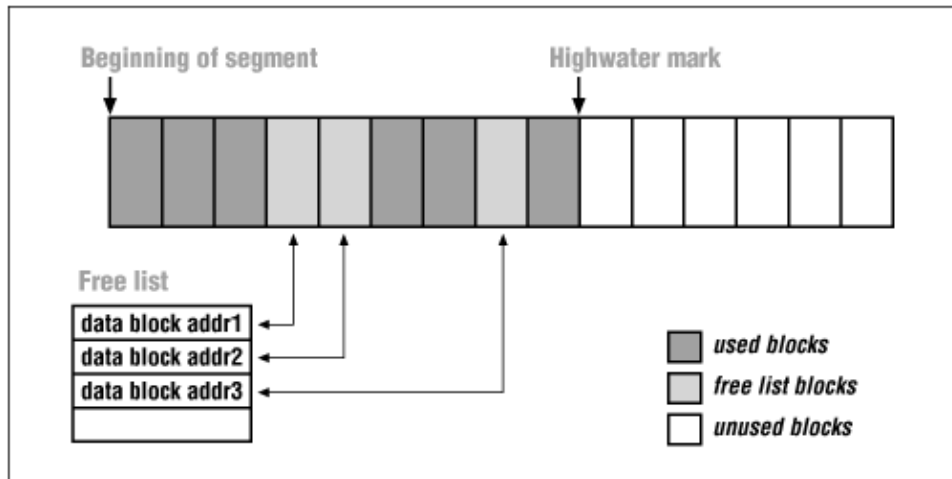 Beginning of segment
Highwater mark
Free list
data block addr1
data block addr2
data block addr3
used blocks
free list blocks
unused blocks